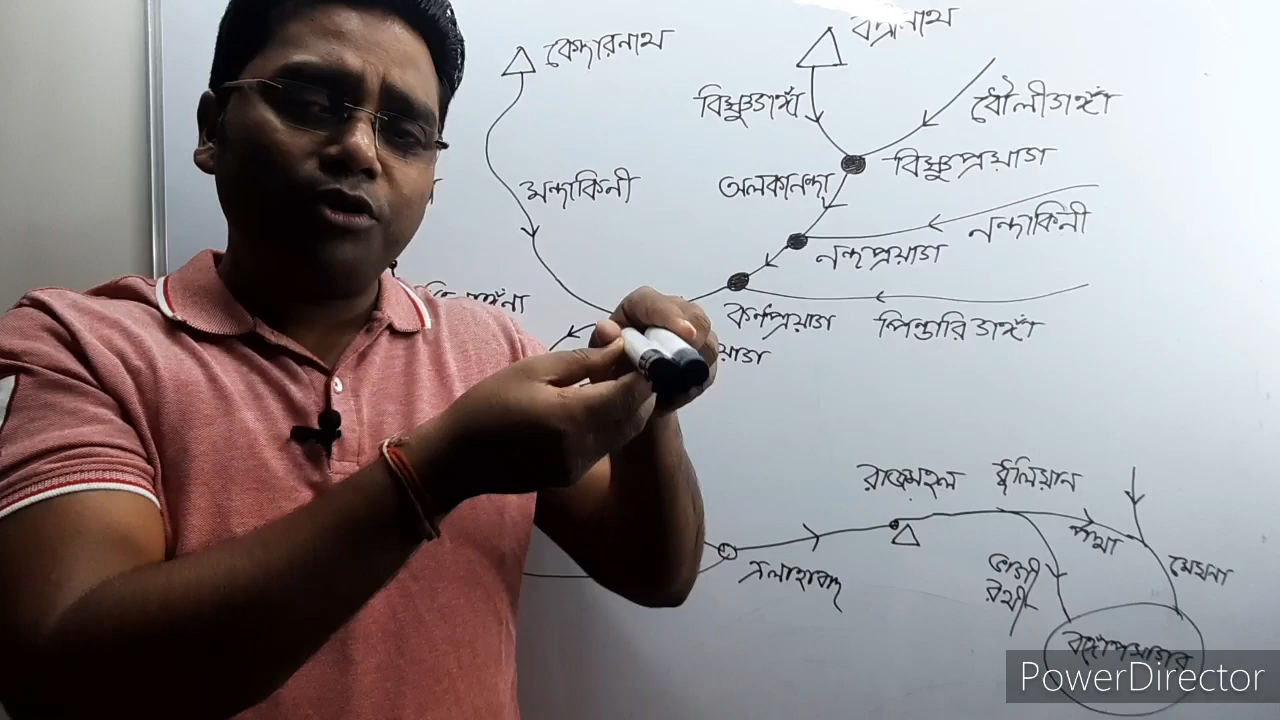 কেদারনাথ
বদ্রীনাথ
বিষ্ণুগঙ্গা
ধৌলীগঙ্গা
বিষ্ণুপ্রয়াগ
মন্দাকিনী
অলকানন্দা
নন্দাকিনী
নন্দপ্রয়াগ
কর্ণপ্রয়াগ
পিন্ডারিগঙ্গা
য়াগ
রাজমহল
ধুলিয়ান
পদ্মা
এলাহাবাদ
ভাগী
রথী
মেঘনা
বঙ্গোপসাগর
PowerDirector